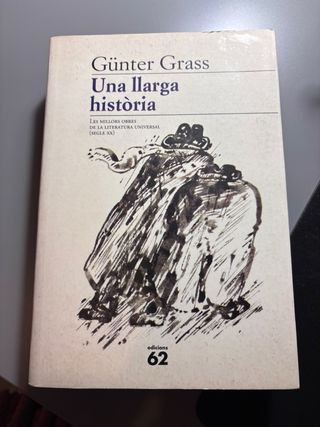 Günter Grass
Una llarga
història
Les millors obres
de la literatura universal
(segle xx)
edicions
62